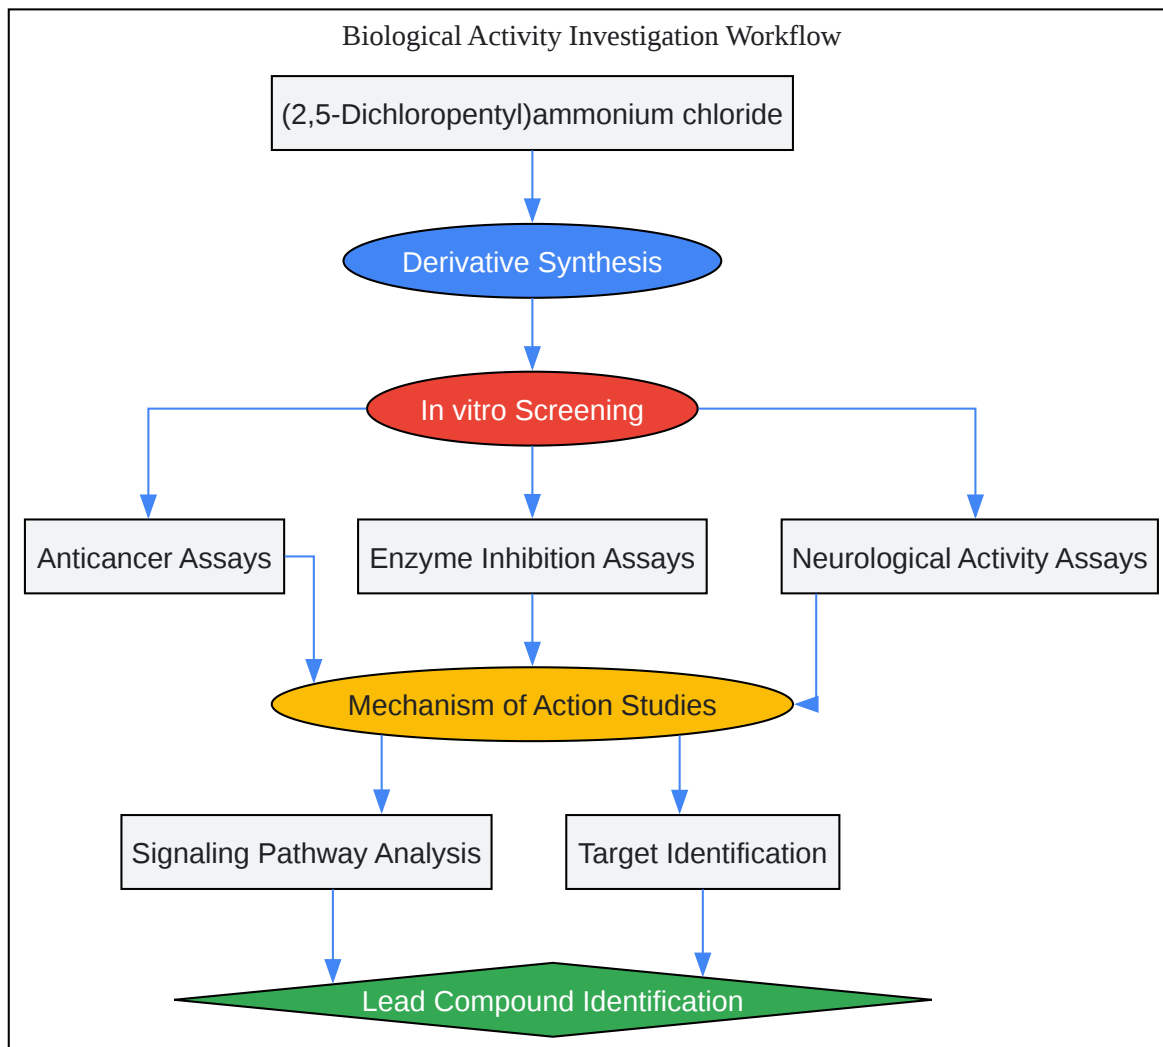 Biological Activity Investigation Workflow
(2,5-Dichloropentyl)ammonium chloride
Derivative Synthesis
In vitro Screening
Anticancer Assays
Enzyme Inhibition Assays
Neurological Activity Assays
Mechanism of Action Studies
Signaling Pathway Analysis
Target Identification
Lead Compound Identification